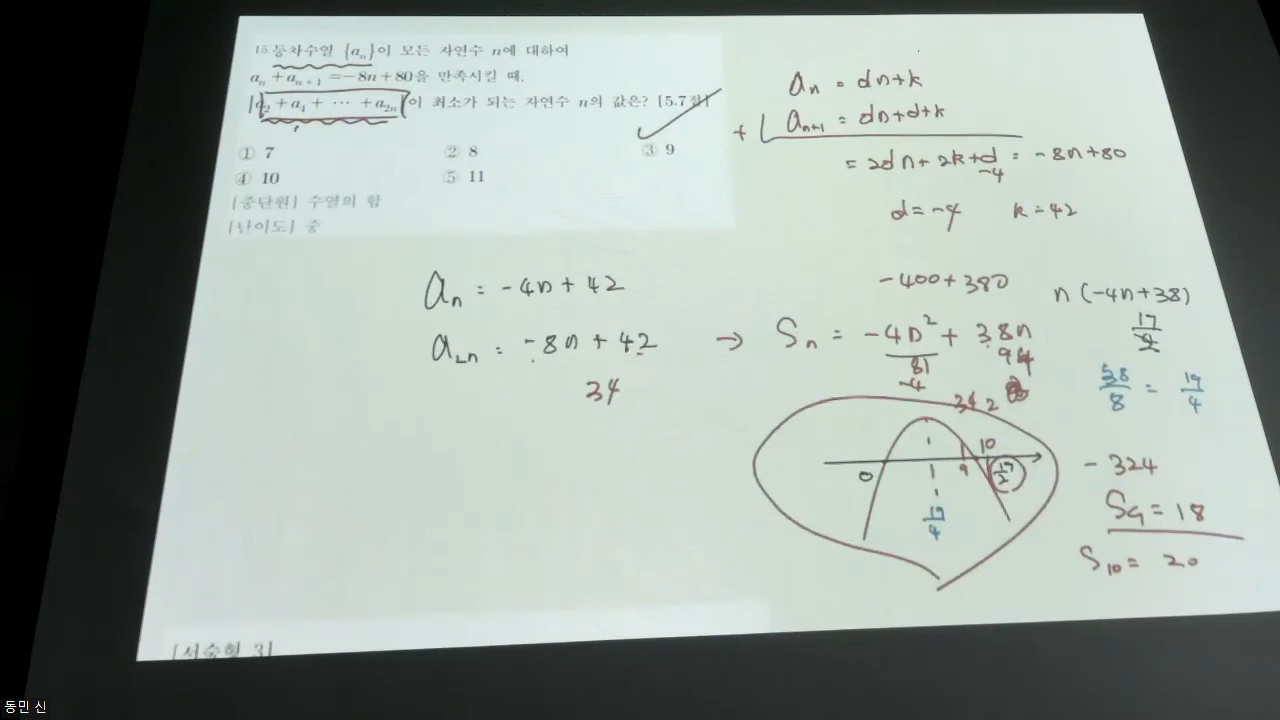 15. 등차수열 {aₙ}이 모든 자연수 n에 대하여
aₙ + aₙ₊₁ = -8n + 80을 만족시킬 때,
|a₂ + a₄ + ⋯ + a₂ₙ|이 최소가 되는 자연수 n의 값은? [5.7점]
① 7 ② 8 ③ 9
④ 10 ⑤ 11
[중단원] 수열의 합
[난이도] 중
aₙ = dn+k
+ aₙ₊₁ = dn+d+k
= 2dn + 2k+d = -8n+80
-4
d = -4 k = 42
aₙ = -4n + 42
a₂ₙ = -8n + 42
34
-400+380
n(-4n+38)
→ Sₙ = -4n² + 38n
81
-4
342
17/2
38/8 = 19/4
0 9 10
19/4
-324
S₉ = 18
S₁₀ = 20
[서술형 3]
동민 신